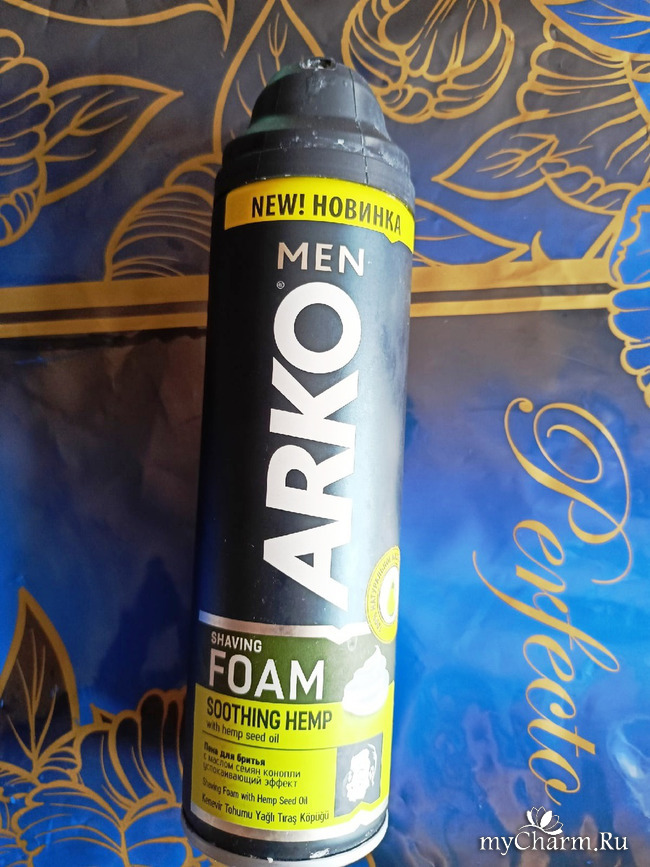 NEW! НОВИНКА
MEN
ARKO®
SHAVING
FOAM
SOOTHING HEMP
with hemp seed oil
Пена для бритья
с маслом семян конопли
успокаивающий эффект
Shaving Foam with Hemp Seed Oil
Kenevir Tohumu Yağlı Tıraş Köpüğü
Perfecto
myCharm.Ru